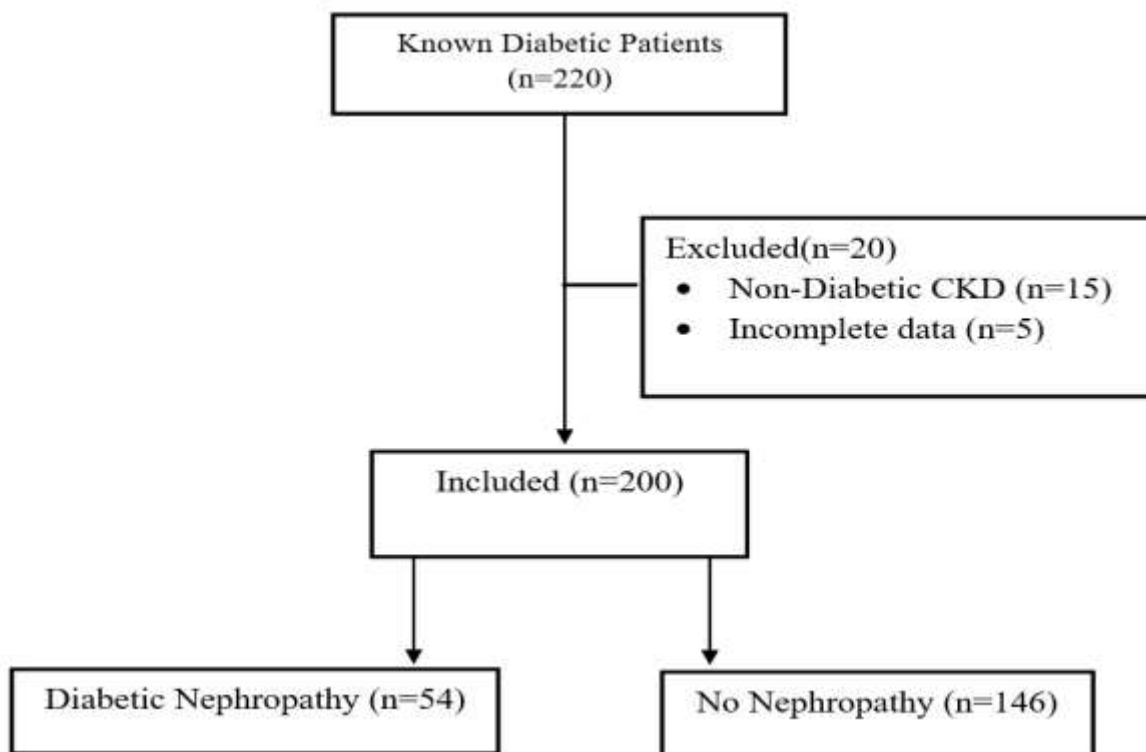 Known Diabetic Patients
(n=220)
Excluded(n=20)
• Non-Diabetic CKD (n=15)
• Incomplete data (n=5)
Included (n=200)
Diabetic Nephropathy (n=54)
No Nephropathy (n=146)